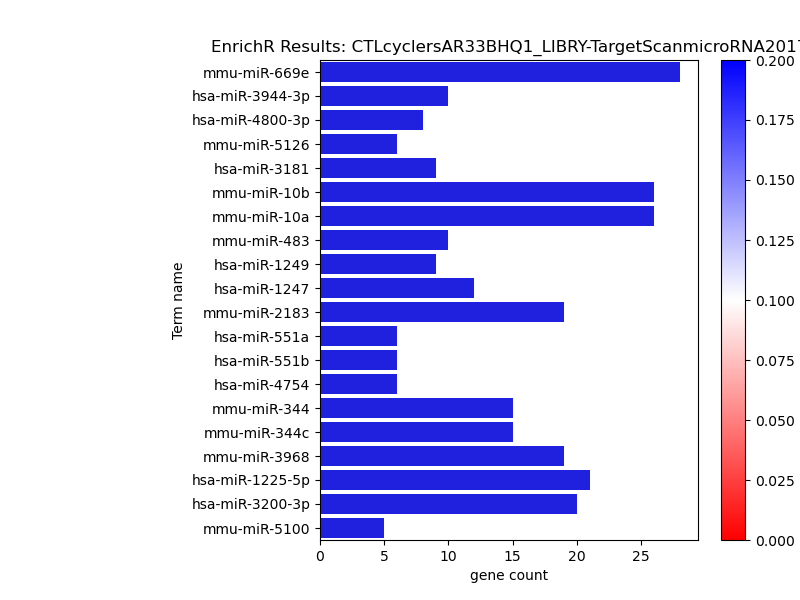 EnrichR Results: CTLcyclersAR33BHQ1_LIBRY-TargetScanmicroRNA2017
mmu-miR-669e
hsa-miR-3944-3p
hsa-miR-4800-3p
mmu-miR-5126
hsa-miR-3181
mmu-miR-10b
mmu-miR-10a
mmu-miR-483
hsa-miR-1249
hsa-miR-1247
mmu-miR-2183
hsa-miR-551a
hsa-miR-551b
hsa-miR-4754
mmu-miR-344
mmu-miR-344c
mmu-miR-3968
hsa-miR-1225-5p
hsa-miR-3200-3p
mmu-miR-5100
Term name
0 5 10 15 20 25
gene count
0.200
0.175
0.150
0.125
0.100
0.075
0.050
0.025
0.000